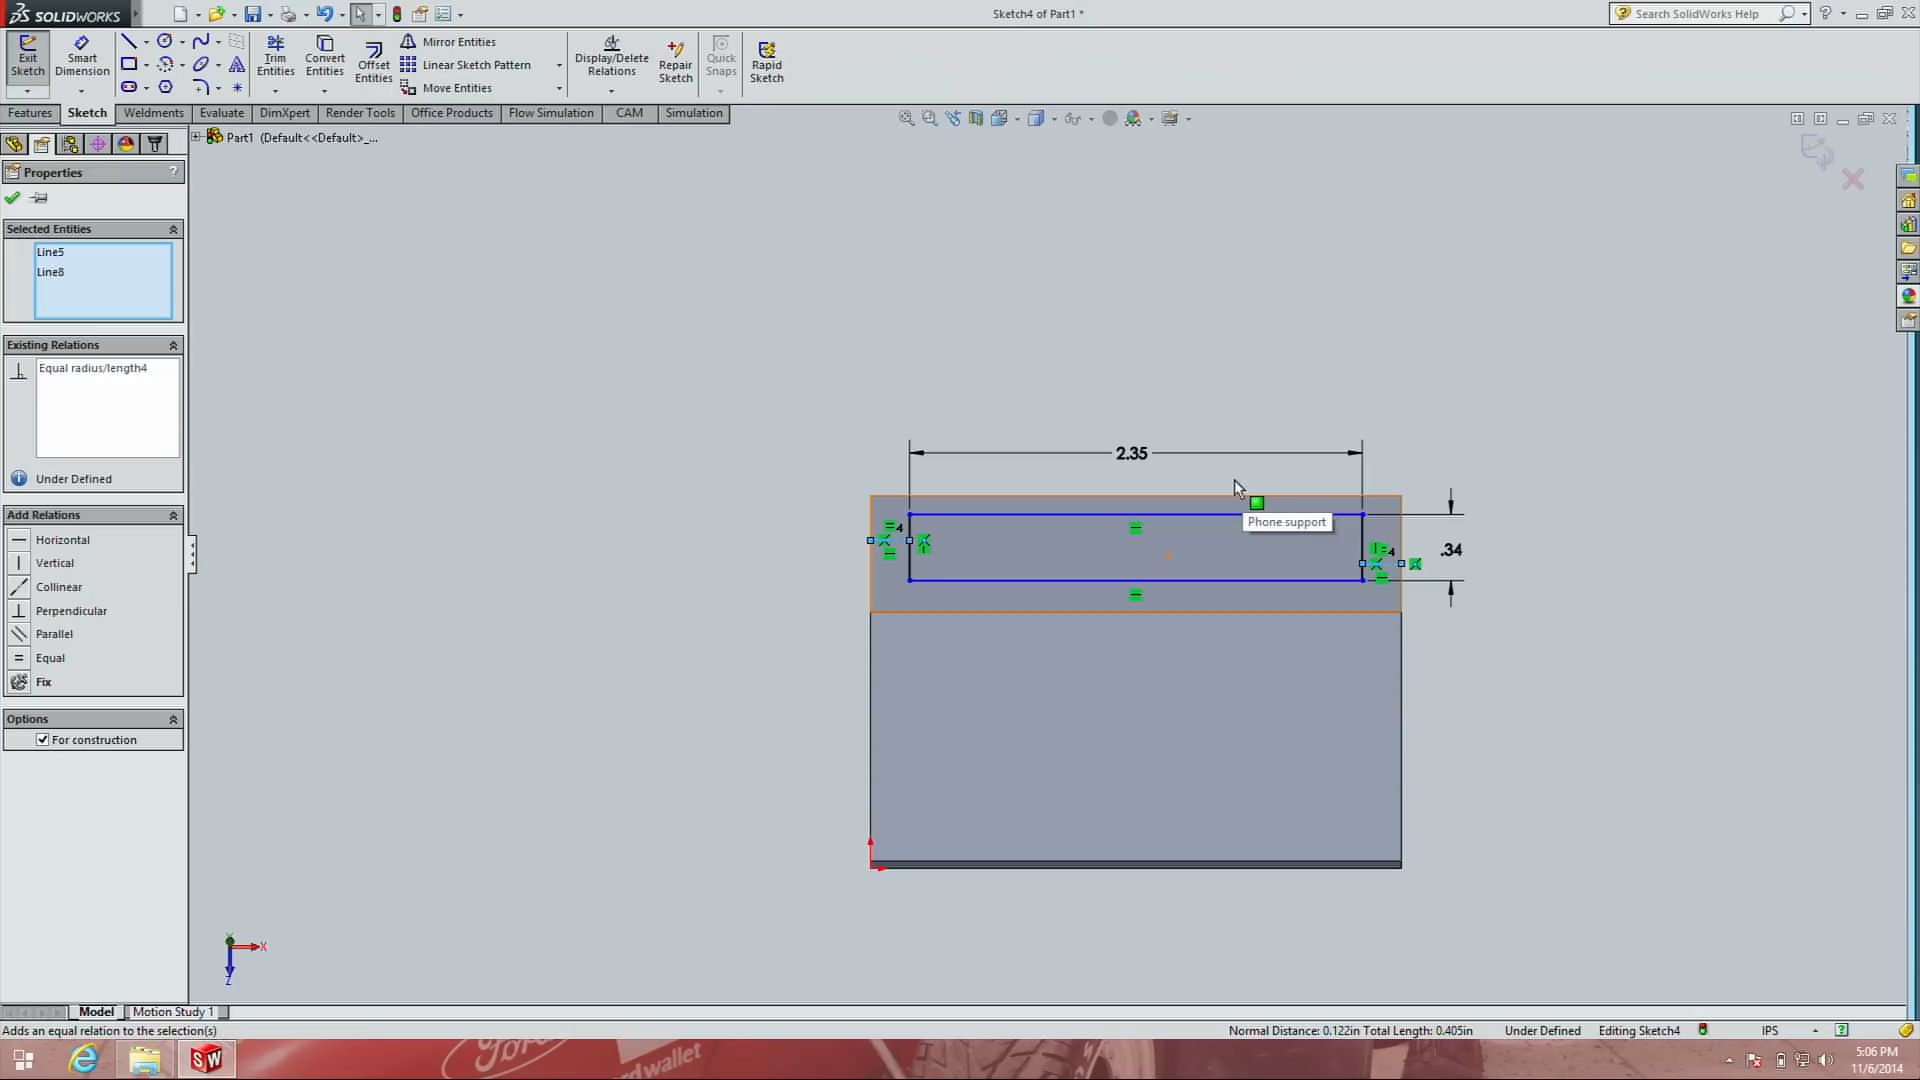 SOLIDWORKS
Sketch4 of Part1 *
Search SolidWorks Help
Exit Sketch
Smart Dimension
Trim Entities
Convert Entities
Offset Entities
Mirror Entities
Linear Sketch Pattern
Move Entities
Display/Delete Relations
Repair Sketch
Quick Snaps
Rapid Sketch
Features Sketch Weldments Evaluate DimXpert Render Tools Office Products Flow Simulation CAM Simulation
Part1 (Default<<Default>_...
Properties ?
Selected Entities
Line5
Line8
Existing Relations
Equal radius/length4
Under Defined
Add Relations
Horizontal
Vertical
Collinear
Perpendicular
Parallel
Equal
Fix
Options
For construction
2.35
Phone support
4
4
.34
X
Z
Model Motion Study 1
Adds an equal relation to the selection(s)
Normal Distance: 0.122in Total Length: 0.405in Under Defined Editing Sketch4 IPS
Ford
SW
5:06 PM
11/6/2014